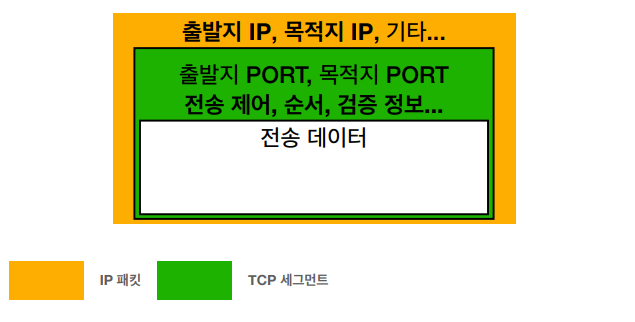 출발지 IP, 목적지 IP, 기타...
출발지 PORT, 목적지 PORT
전송 제어, 순서, 검증 정보...
전송 데이터
IP 패킷
TCP 세그먼트